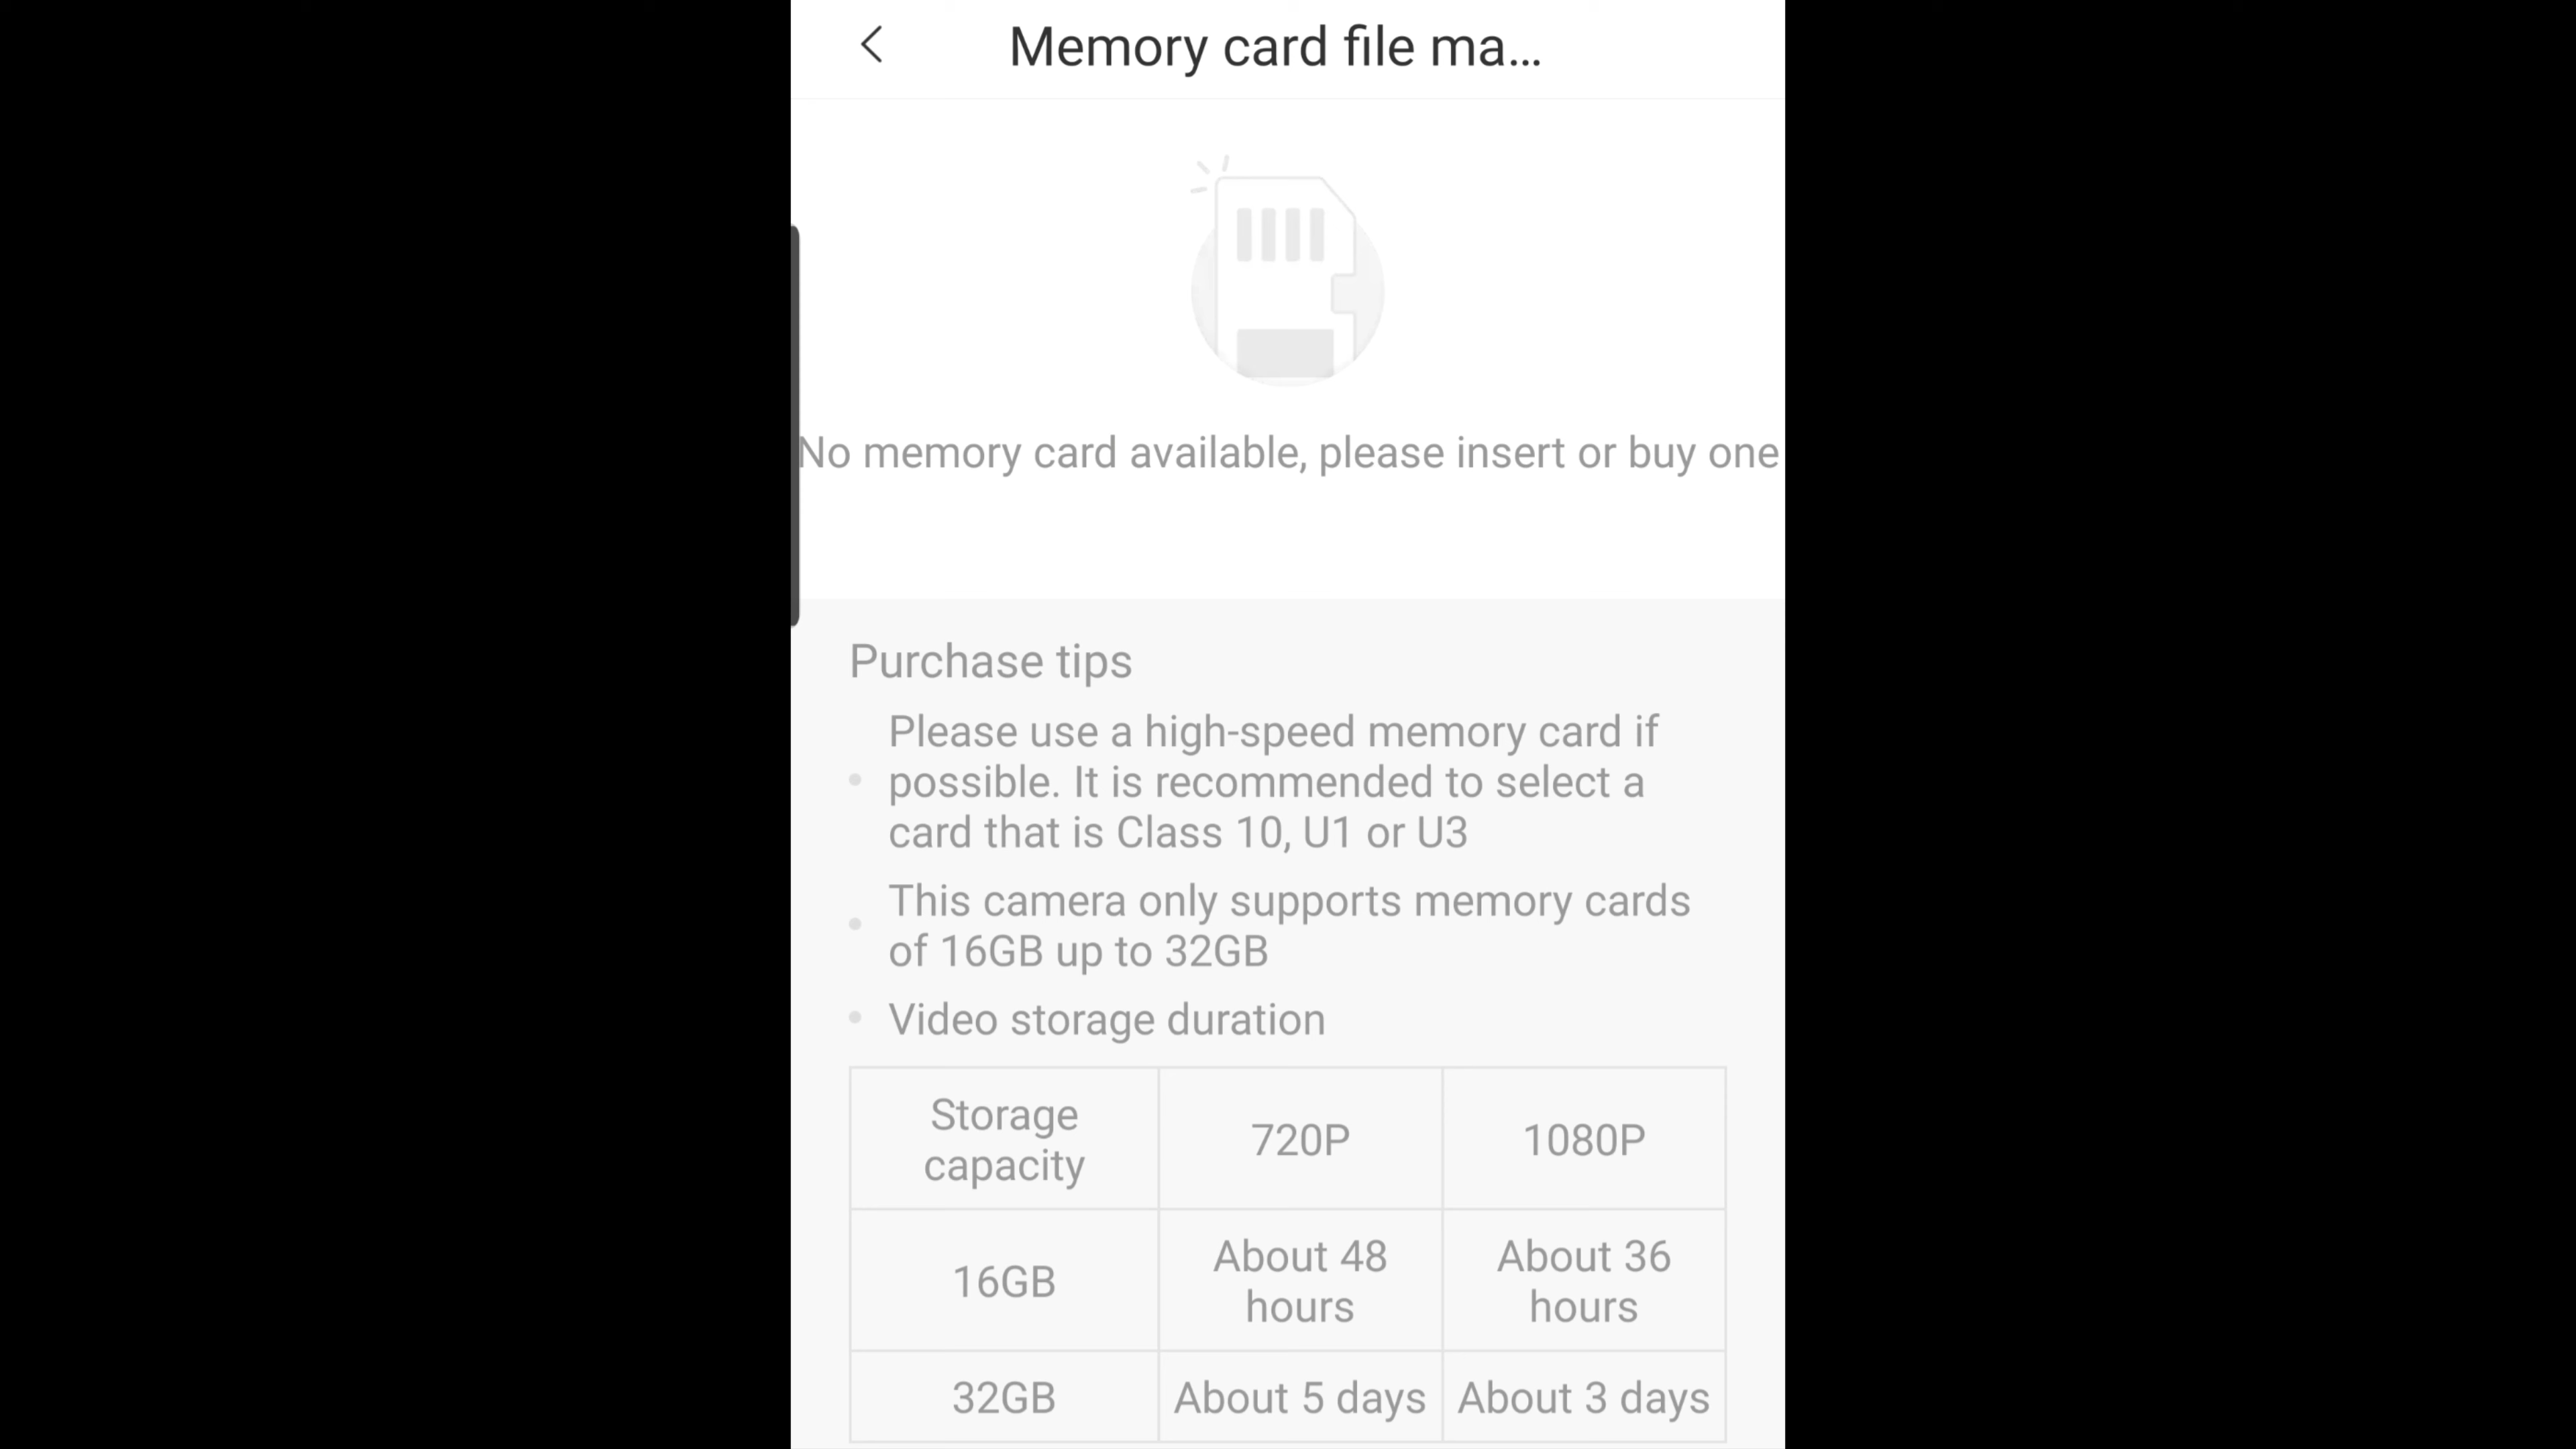 Memory card file ma...
No memory card available, please insert or buy one
Purchase tips
Please use a high-speed memory card if
possible. It is recommended to select a
card that is Class 10, U1 or U3
This camera only supports memory cards
of 16GB up to 32GB
Video storage duration
Storage
capacity
720P
1080P
16GB
About 48
hours
About 36
hours
32GB
About 5 days
About 3 days